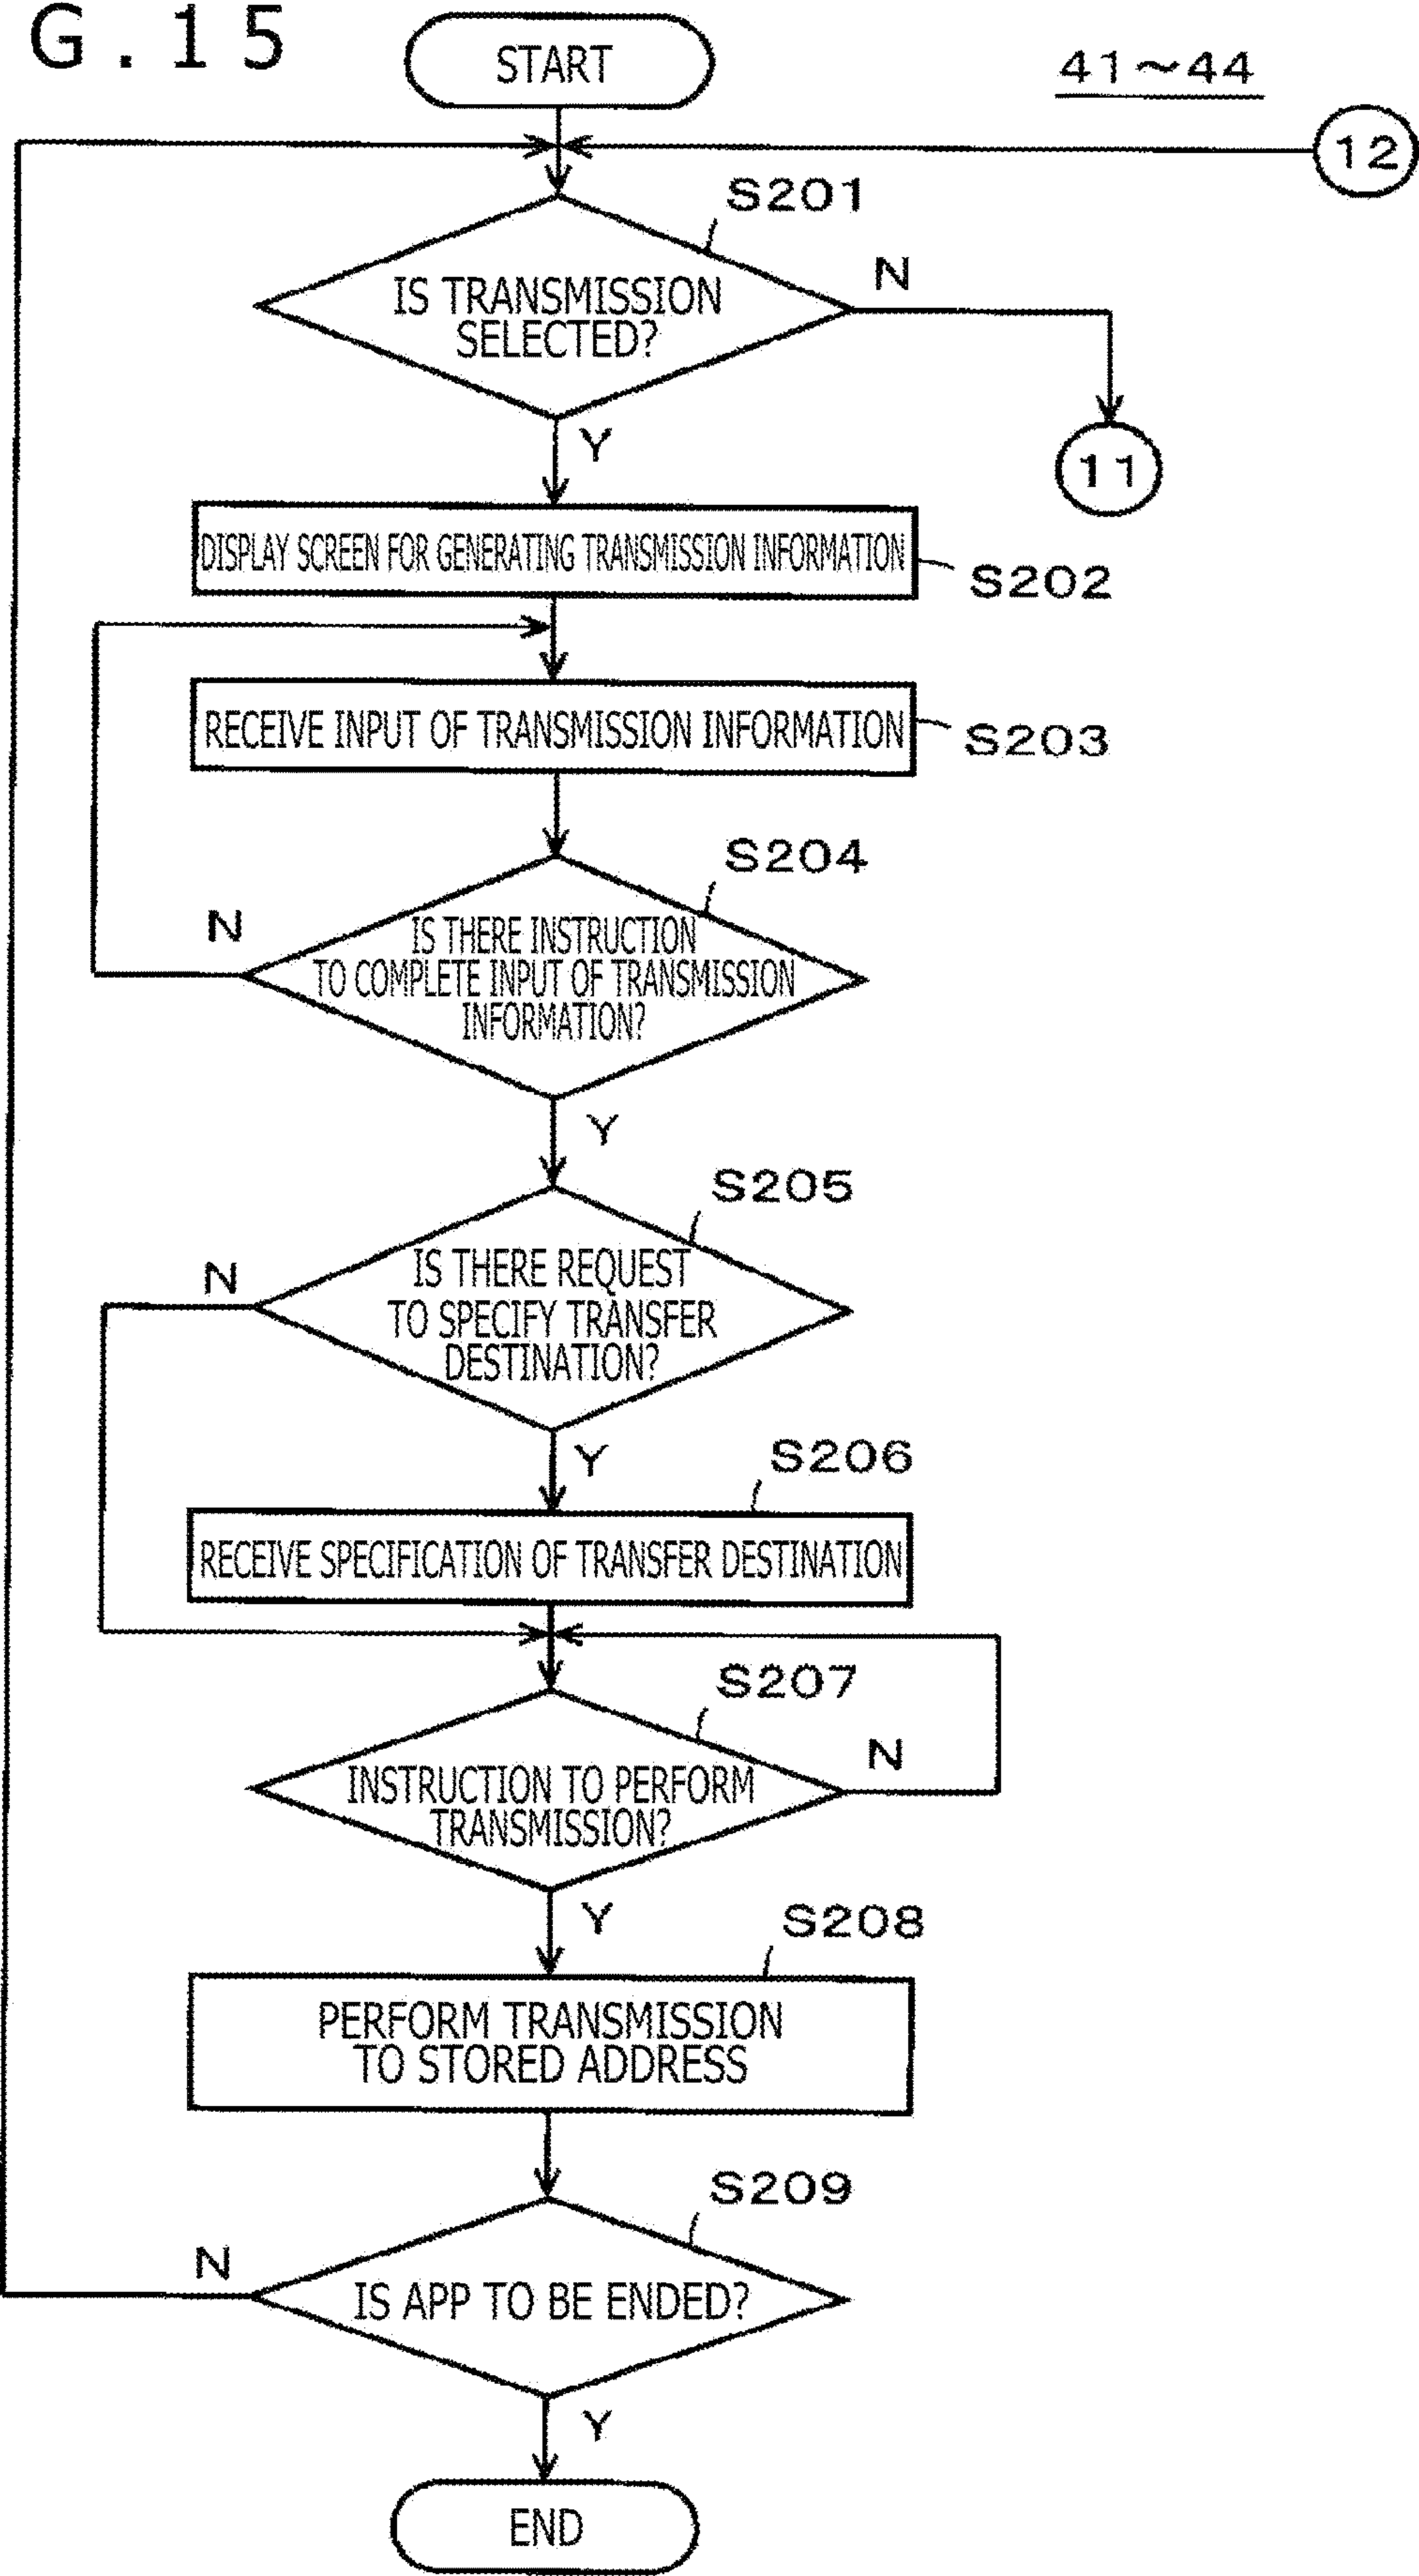 G.15
START
41~44
12
S201
IS TRANSMISSION
SELECTED?
N
Y
11
DISPLAY SCREEN FOR GENERATING TRANSMISSION INFORMATION
S202
RECEIVE INPUT OF TRANSMISSION INFORMATION
S203
S204
N
IS THERE INSTRUCTION
TO COMPLETE INPUT OF TRANSMISSION
INFORMATION?
Y
S205
N
IS THERE REQUEST
TO SPECIFY TRANSFER
DESTINATION?
Y
S206
RECEIVE SPECIFICATION OF TRANSFER DESTINATION
S207
N
INSTRUCTION TO PERFORM
TRANSMISSION?
Y
S208
PERFORM TRANSMISSION
TO STORED ADDRESS
S209
N
IS APP TO BE ENDED?
Y
END